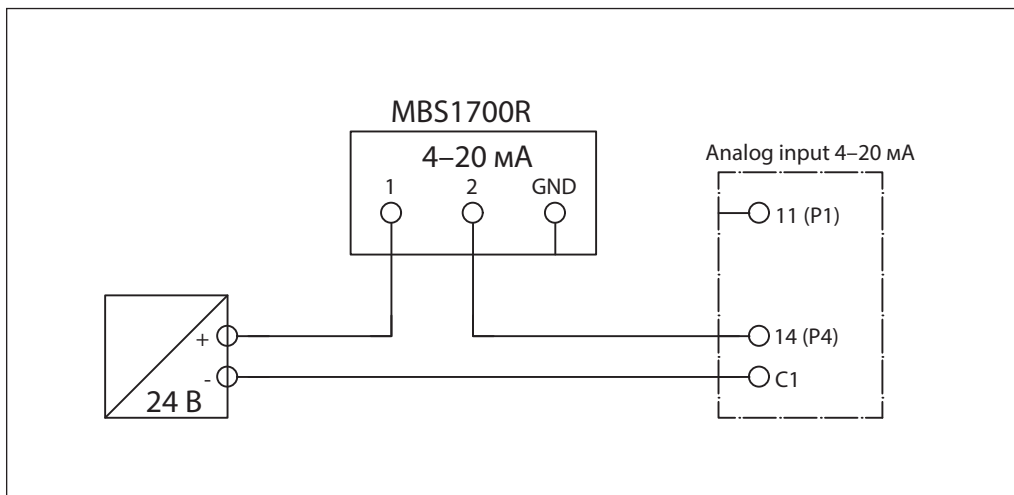 MBS1700R
4–20 мА
1 2 GND
Analog input 4–20 мА
11 (P1)
+
14 (P4)
-
C1
24 В